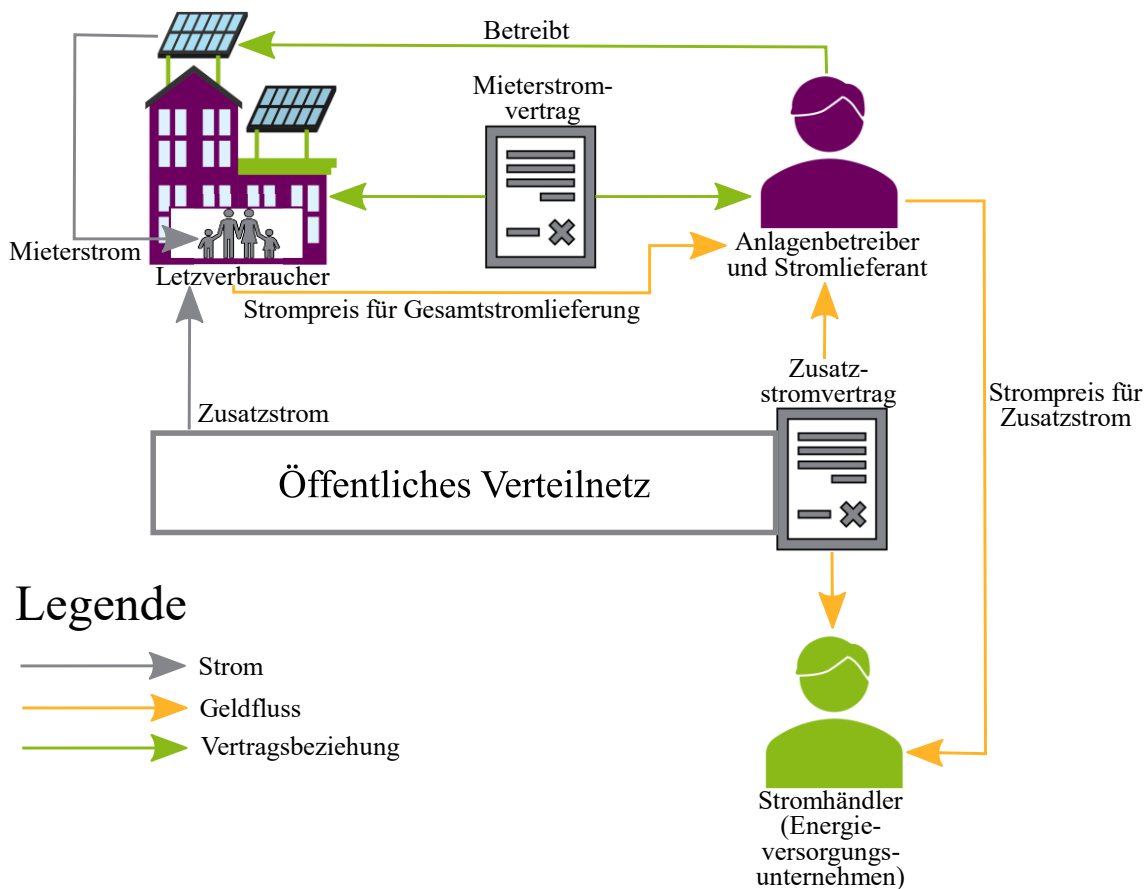 Betreibt
Mieterstrom-
vertrag
Mieterstrom
Letzverbraucher
Anlagenbetreiber
und Stromlieferant
Strompreis für Gesamtstromlieferung
Zusatz-
stromvertrag
Strompreis für
Zusatzstrom
Zusatzstrom
Öffentliches Verteilnetz
Legende
Strom
Geldfluss
Vertragsbeziehung
Stromhändler
(Energie-
versorgungs-
unternehmen)